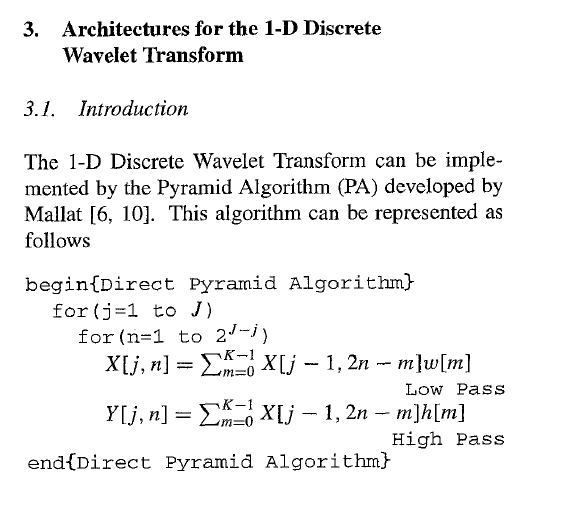 3. Architectures for the 1-D Discrete
Wavelet Transform
3.1. Introduction
The 1-D Discrete Wavelet Transform can be imple-
mented by the Pyramid Algorithm (PA) developed by
Mallat [6, 10]. This algorithm can be represented as
follows
begin{Direct Pyramid Algorithm}
for(j=1 to J)
for(n=1 to 2^{J−j})
X[j, n] = ∑_{m=0}^{K−1} X[j − 1, 2n − m]w[m]
Low Pass
Y[j, n] = ∑_{m=0}^{K−1} X[j − 1, 2n − m]h[m]
High Pass
end{Direct Pyramid Algorithm}